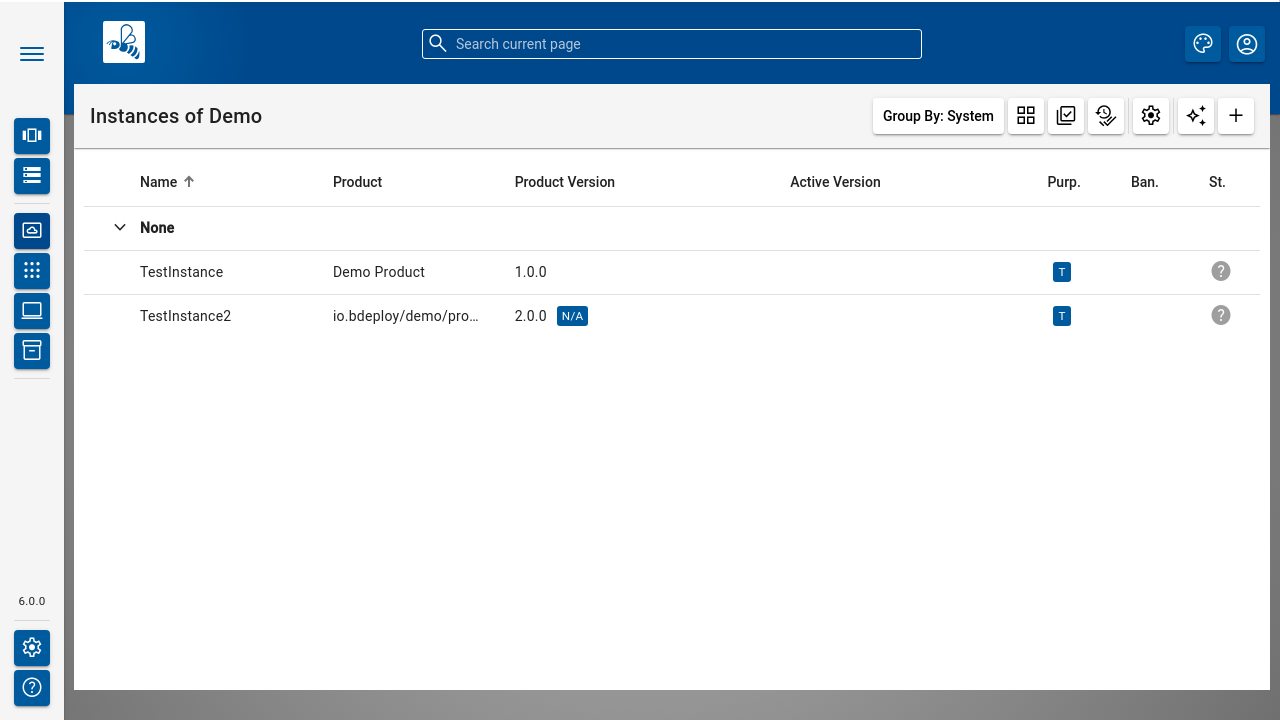 Search current page
Instances of Demo
Group By: System
Name Product Product Version Active Version Purp. Ban. St.
None
TestInstance Demo Product 1.0.0 T ?
TestInstance2 io.bdeploy/demo/pro... 2.0.0 N/A T ?
6.0.0